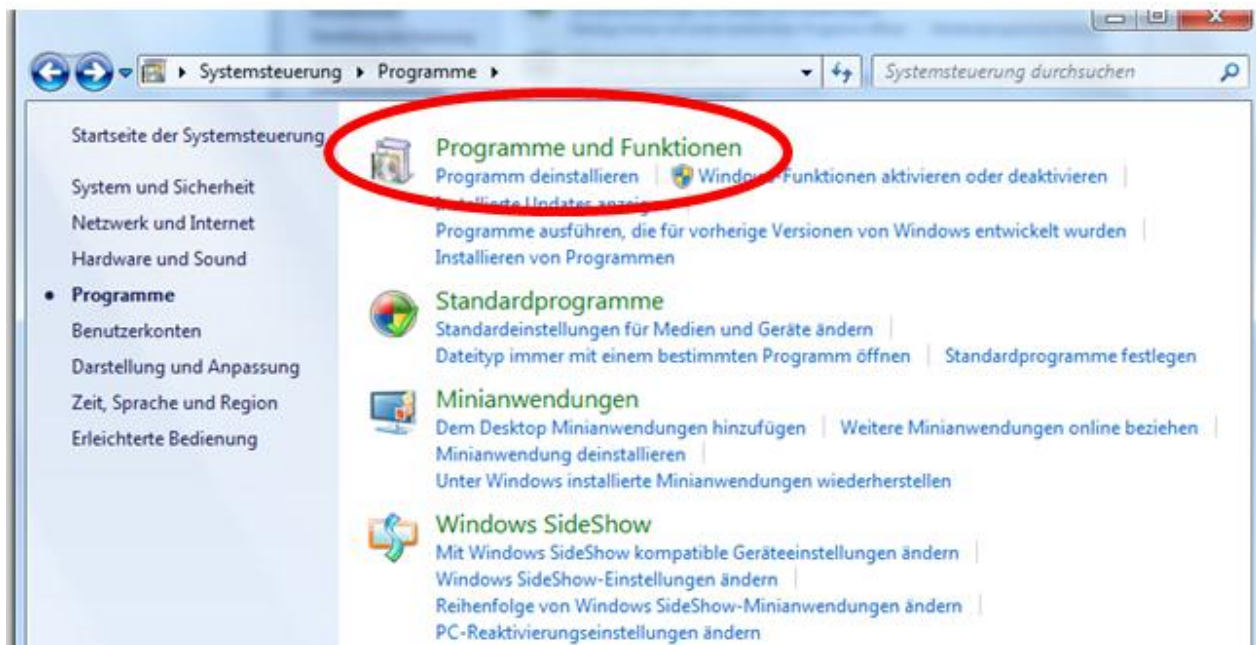 Systemsteuerung ▸ Programme ▸
Systemsteuerung durchsuchen
Startseite der Systemsteuerung
System und Sicherheit
Netzwerk und Internet
Hardware und Sound
Programme
Benutzerkonten
Darstellung und Anpassung
Zeit, Sprache und Region
Erleichterte Bedienung
Programme und Funktionen
Programm deinstallieren Windows-Funktionen aktivieren oder deaktivieren
Installierte Updates anzeigen
Programme ausführen, die für vorherige Versionen von Windows entwickelt wurden
Installieren von Programmen
Standardprogramme
Standardeinstellungen für Medien und Geräte ändern
Dateityp immer mit einem bestimmten Programm öffnen Standardprogramme festlegen
Minianwendungen
Dem Desktop Minianwendungen hinzufügen Weitere Minianwendungen online beziehen
Minianwendung deinstallieren
Unter Windows installierte Minianwendungen wiederherstellen
Windows SideShow
Mit Windows SideShow kompatible Geräteeinstellungen ändern
Windows SideShow-Einstellungen ändern
Reihenfolge von Windows SideShow-Minianwendungen ändern
PC-Reaktivierungseinstellungen ändern